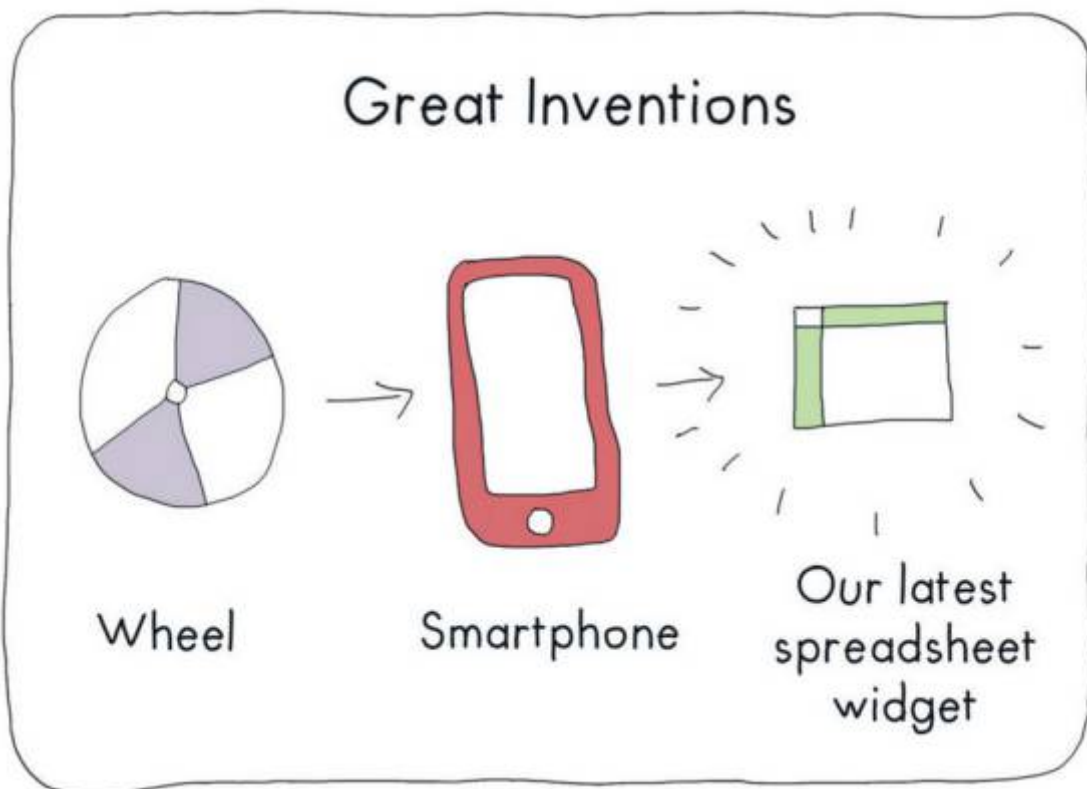 Great Inventions
Wheel
Smartphone
Our latest
spreadsheet
widget